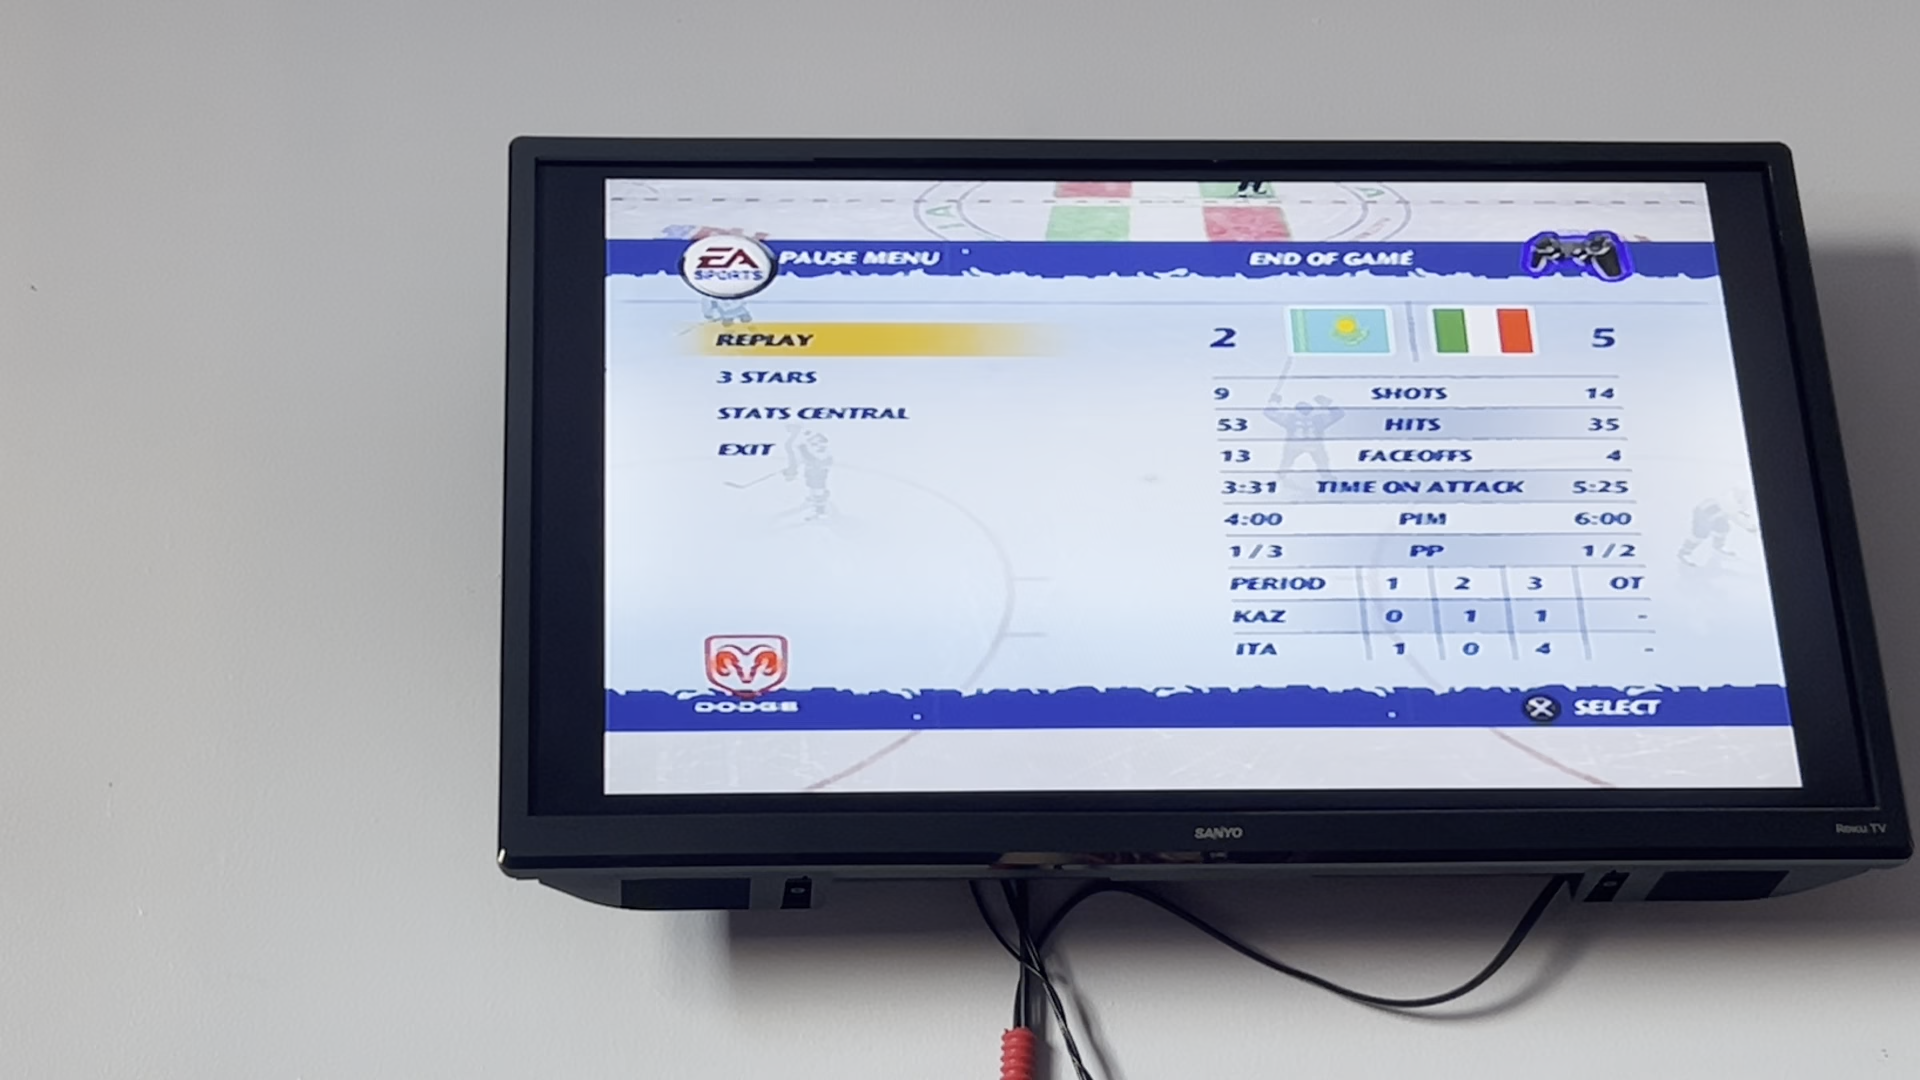 EA
SPORTS
PAUSE MENU
END OF GAME
REPLAY
3 STARS
STATS CENTRAL
EXIT
2 5
9 SHOTS 14
53 HITS 35
13 FACEOFFS 4
3:31 TIME ON ATTACK 5:25
4:00 PIM 6:00
1/3 PP 1/2
PERIOD 1 2 3 OT
KAZ 0 1 1 -
ITA 1 0 4 -
DODGE
SELECT
SANYO
Roku TV